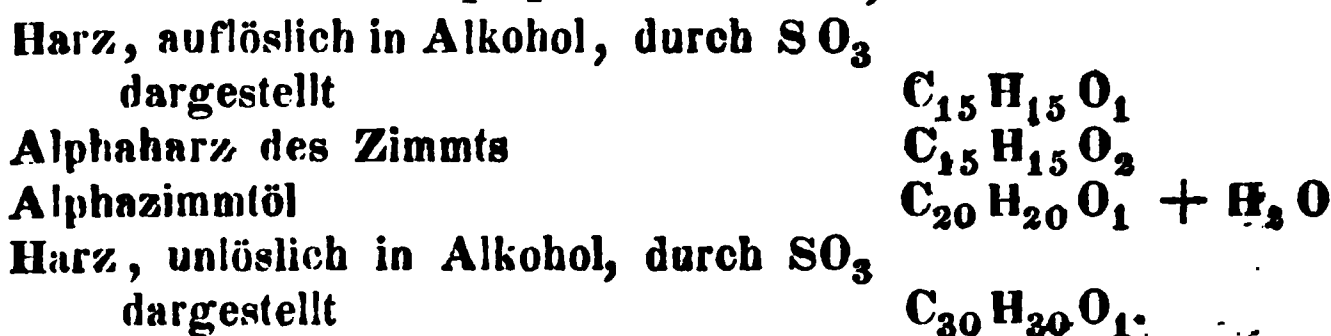 Harz, auflöslich in Alkohol, durch SO₃
dargestellt C₁₅H₁₅O₁
Alphaharz des Zimmts C₁₅H₁₅O₂
Alphazimmtöl C₂₀H₂₀O₁ + H₂O
Harz, unlöslich in Alkohol, durch SO₃
dargestellt C₃₀H₃₀O₁.